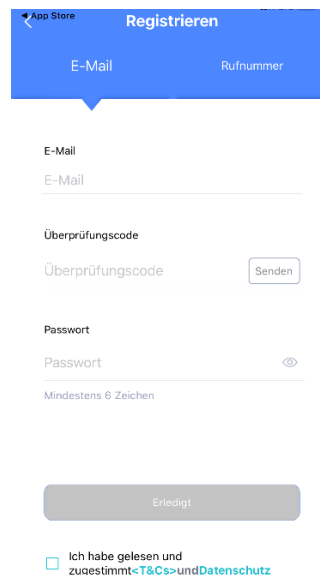 App Store
Registrieren
E-Mail
Rufnummer
E-Mail
E-Mail
Überprüfungscode
Überprüfungscode
Senden
Passwort
Passwort
Mindestens 6 Zeichen
Erledigt
Ich habe gelesen und
zugestimmt<T&Cs>undDatenschutz